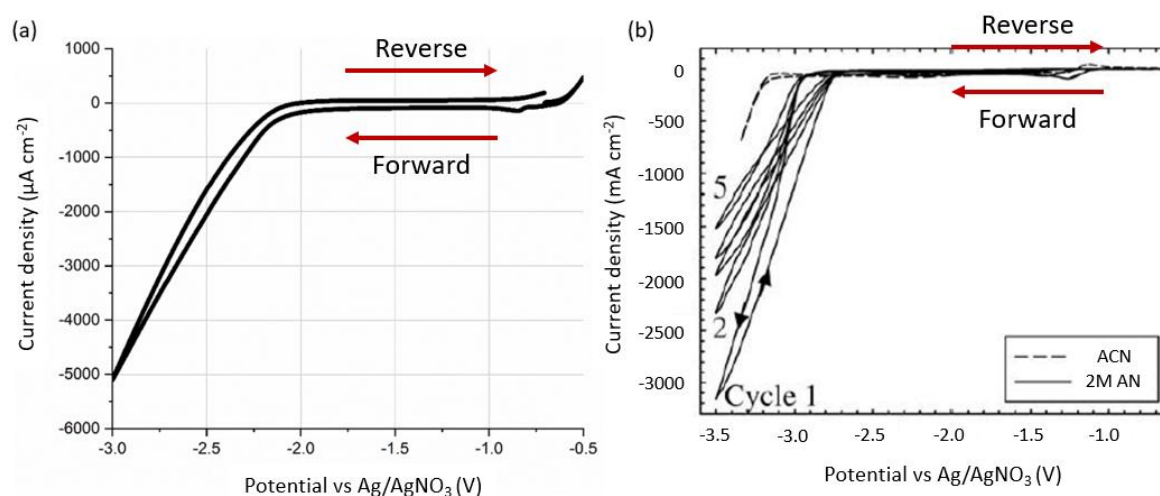 (a)
Reverse
Forward
Current density (µA cm-2)
1000
0
-1000
-2000
-3000
-4000
-5000
-6000
-3.0
-2.5
-2.0
-1.5
-1.0
-0.5
Potential vs Ag/AgNO3 (V)
(b)
Reverse
Forward
Current density (mA cm-2)
0
-500
-1000
-1500
-2000
-2500
-3000
5
2
Cycle 1
ACN
2M AN
-3.5
-3.0
-2.0
-1.5
-1.0
Potential vs Ag/AgNO3 (V)